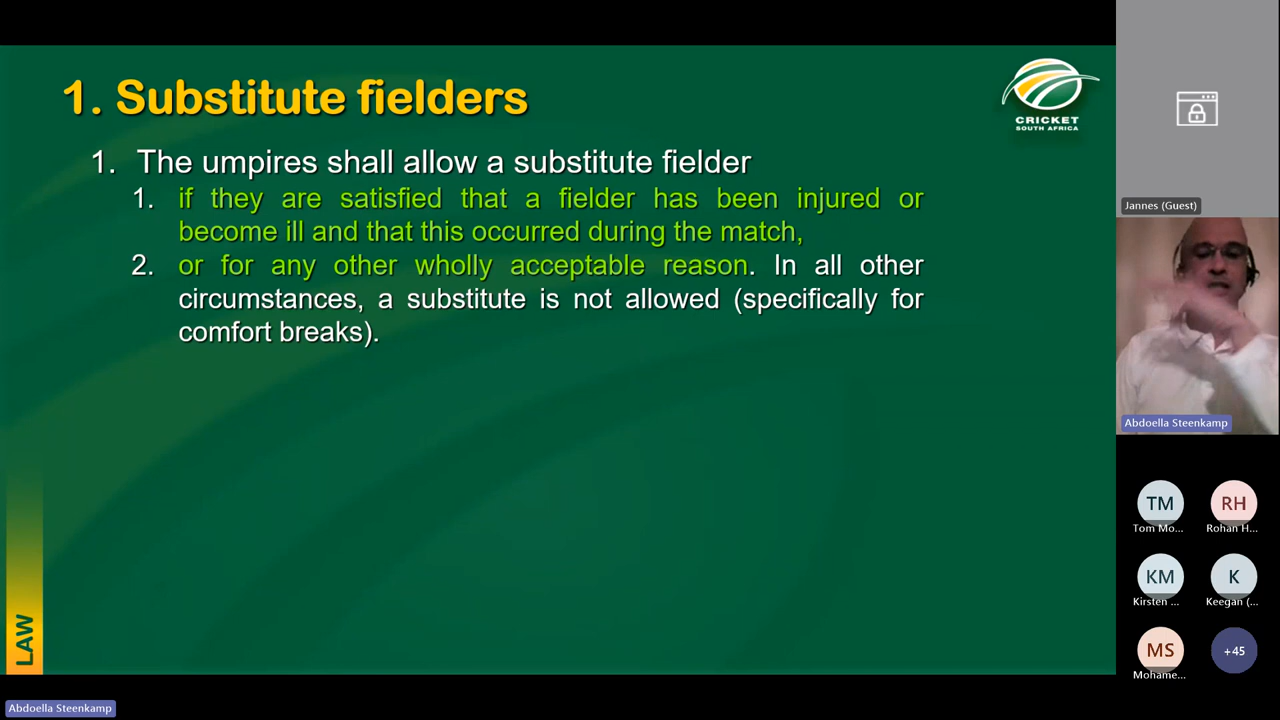 1. Substitute fielders
CRICKET
SOUTH AFRICA
1. The umpires shall allow a substitute fielder
1. if they are satisfied that a fielder has been injured or
become ill and that this occurred during the match,
2. or for any other wholly acceptable reason. In all other
circumstances, a substitute is not allowed (specifically for
comfort breaks).
LAW
Abdoella Steenkamp
Jannes (Guest)
Abdoella Steenkamp
TM
Tom Mo...
RH
Rohan H...
KM
Kirsten ...
K
Keegan (...
MS
Mohame...
+45